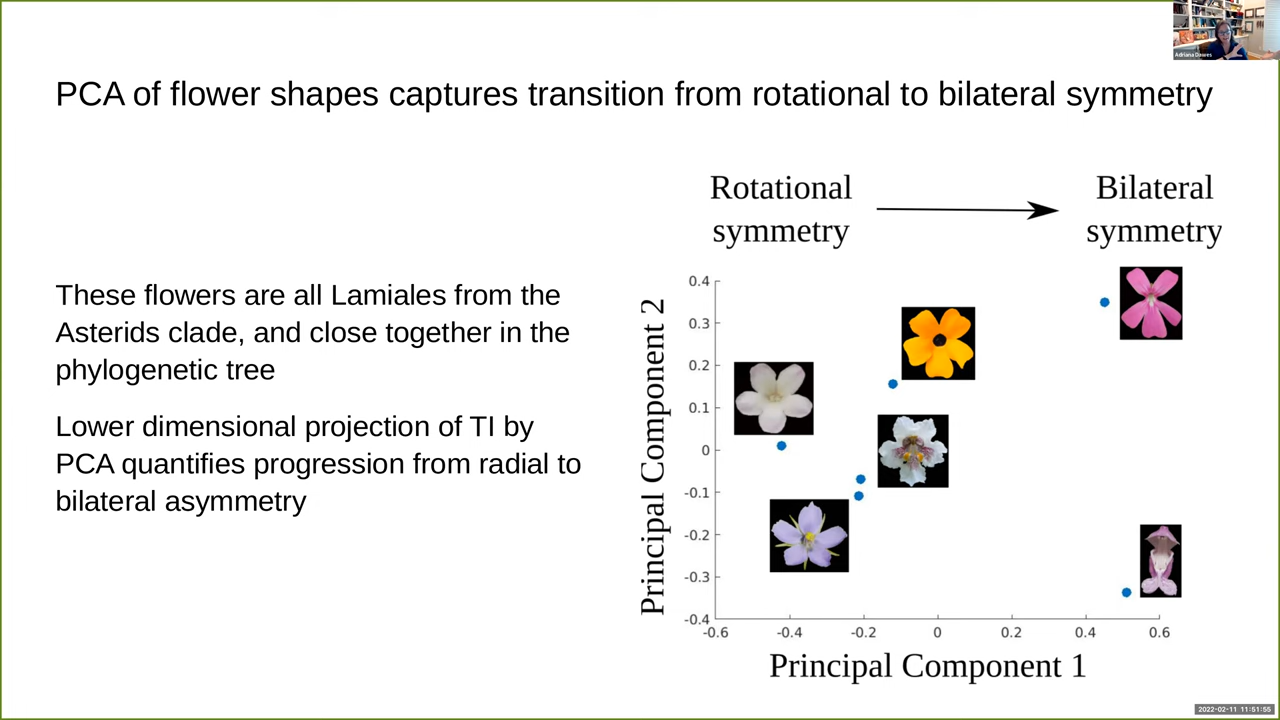 Adriana Dawes
PCA of flower shapes captures transition from rotational to bilateral symmetry
Rotational
symmetry
Bilateral
symmetry
These flowers are all Lamiales from the
Asterids clade, and close together in the
phylogenetic tree
Lower dimensional projection of TI by
PCA quantifies progression from radial to
bilateral asymmetry
Principal Component 2
0.4
0.3
0.2
0.1
0
-0.1
-0.2
-0.3
-0.4
-0.6
-0.4
-0.2
0
0.2
0.4
0.6
Principal Component 1
2022-02-11 11:51:55